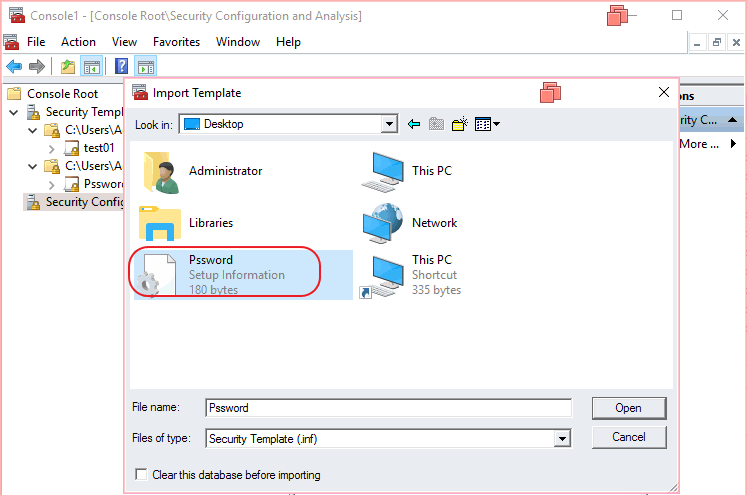 Console1 - [Console Root\Security Configuration and Analysis]
File Action View Favorites Window Help
Console Root
Security Templ
C:\Users\A
test01
C:\Users\A
Pssword
Security Config
Import Template
Look in: Desktop
Administrator
This PC
Libraries
Network
Pssword
Setup Information
180 bytes
This PC
Shortcut
335 bytes
File name: Pssword
Open
Files of type: Security Template (.inf)
Cancel
Clear this database before importing
ons
rity C...
More ...